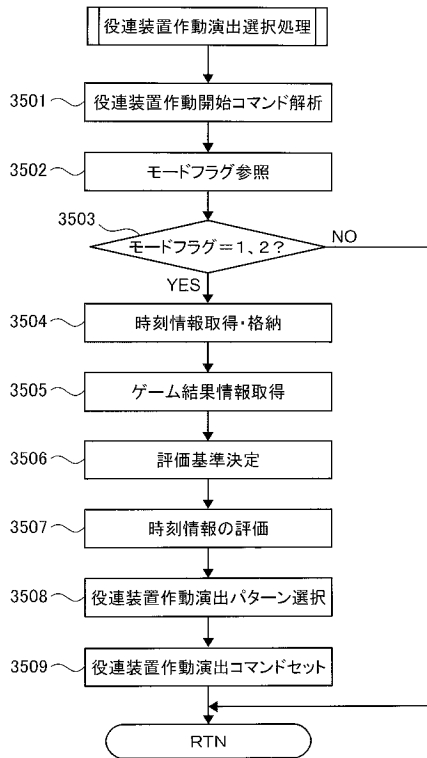 役連装置作動演出選択処理
3501 役連装置作動開始コマンド解析
3502 モードフラグ参照
3503
モードフラグ=1、2?
NO
YES
3504 時刻情報取得・格納
3505 ゲーム結果情報取得
3506 評価基準決定
3507 時刻情報の評価
3508 役連装置作動演出パターン選択
3509 役連装置作動演出コマンドセット
RTN